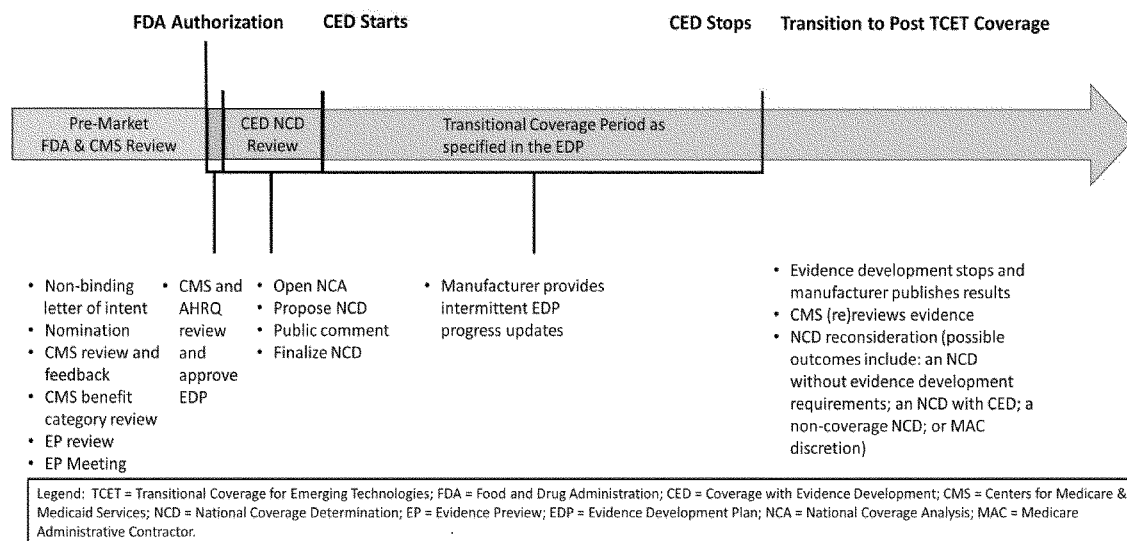 FDA Authorization
CED Starts
CED Stops
Transition to Post TCET Coverage
Pre-Market
FDA & CMS Review
CED NCD
Review
Transitional Coverage Period as
specified in the EDP
• Non-binding
letter of intent
• Nomination
• CMS review and
feedback
• CMS benefit
category review
• EP review
• EP Meeting
• CMS and
AHRQ
review
and
approve
EDP
• Open NCA
• Propose NCD
• Public comment
• Finalize NCD
• Manufacturer provides
intermittent EDP
progress updates
• Evidence development stops and
manufacturer publishes results
• CMS (re)reviews evidence
• NCD reconsideration (possible
outcomes include: an NCD
without evidence development
requirements; an NCD with CED; a
non-coverage NCD; or MAC
discretion)
Legend: TCET = Transitional Coverage for Emerging Technologies; FDA = Food and Drug Administration; CED = Coverage with Evidence Development; CMS = Centers for Medicare &
Medicaid Services; NCD = National Coverage Determination; EP = Evidence Preview; EDP = Evidence Development Plan; NCA = National Coverage Analysis; MAC = Medicare
Administrative Contractor.